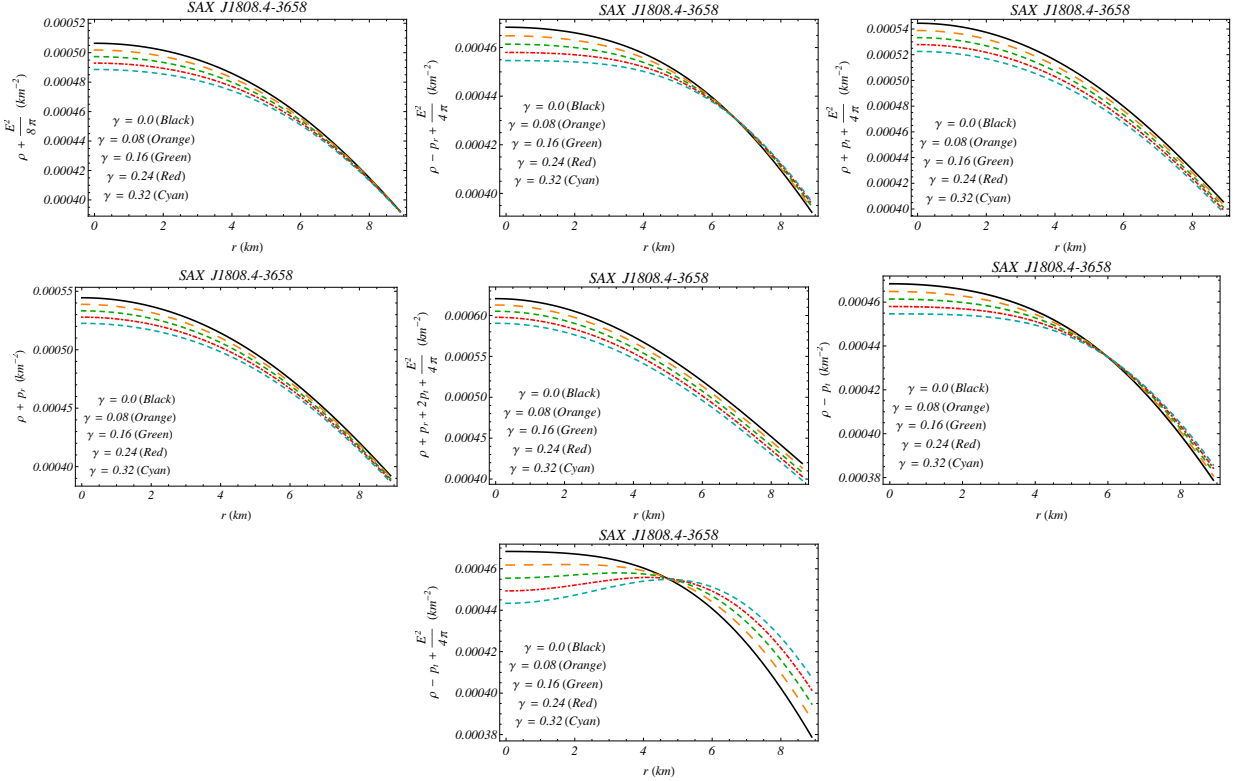 SAX J1808.4-3658
0.00052
0.00050
0.00048
0.00046
0.00044
0.00042
0.00040
ρ + E²/8π (km⁻²)
γ = 0.0 (Black)
γ = 0.08 (Orange)
γ = 0.16 (Green)
γ = 0.24 (Red)
γ = 0.32 (Cyan)
0 2 4 6 8
r (km)
SAX J1808.4-3658
0.00046
0.00044
0.00042
0.00040
ρ - pᵣ + E²/4π (km⁻²)
γ = 0.0 (Black)
γ = 0.08 (Orange)
γ = 0.16 (Green)
γ = 0.24 (Red)
γ = 0.32 (Cyan)
0 2 4 6 8
r (km)
SAX J1808.4-3658
0.00054
0.00052
0.00050
0.00048
0.00046
0.00044
0.00042
0.00040
ρ + pₜ + E²/4π (km⁻²)
γ = 0.0 (Black)
γ = 0.08 (Orange)
γ = 0.16 (Green)
γ = 0.24 (Red)
γ = 0.32 (Cyan)
0 2 4 6 8
r (km)
SAX J1808.4-3658
0.00055
0.00050
0.00045
0.00040
ρ + pᵣ (km⁻²)
γ = 0.0 (Black)
γ = 0.08 (Orange)
γ = 0.16 (Green)
γ = 0.24 (Red)
γ = 0.32 (Cyan)
0 2 4 6 8
r (km)
SAX J1808.4-3658
0.00060
0.00055
0.00050
0.00045
0.00040
ρ + pᵣ + 2pₜ + E²/4π (km⁻²)
γ = 0.0 (Black)
γ = 0.08 (Orange)
γ = 0.16 (Green)
γ = 0.24 (Red)
γ = 0.32 (Cyan)
0 2 4 6 8
r (km)
SAX J1808.4-3658
0.00046
0.00044
0.00042
0.00040
0.00038
ρ - pₜ (km⁻²)
γ = 0.0 (Black)
γ = 0.08 (Orange)
γ = 0.16 (Green)
γ = 0.24 (Red)
γ = 0.32 (Cyan)
0 2 4 6 8
r (km)
SAX J1808.4-3658
0.00046
0.00044
0.00042
0.00040
0.00038
ρ - pₜ + E²/4π (km⁻²)
γ = 0.0 (Black)
γ = 0.08 (Orange)
γ = 0.16 (Green)
γ = 0.24 (Red)
γ = 0.32 (Cyan)
0 2 4 6 8
r (km)